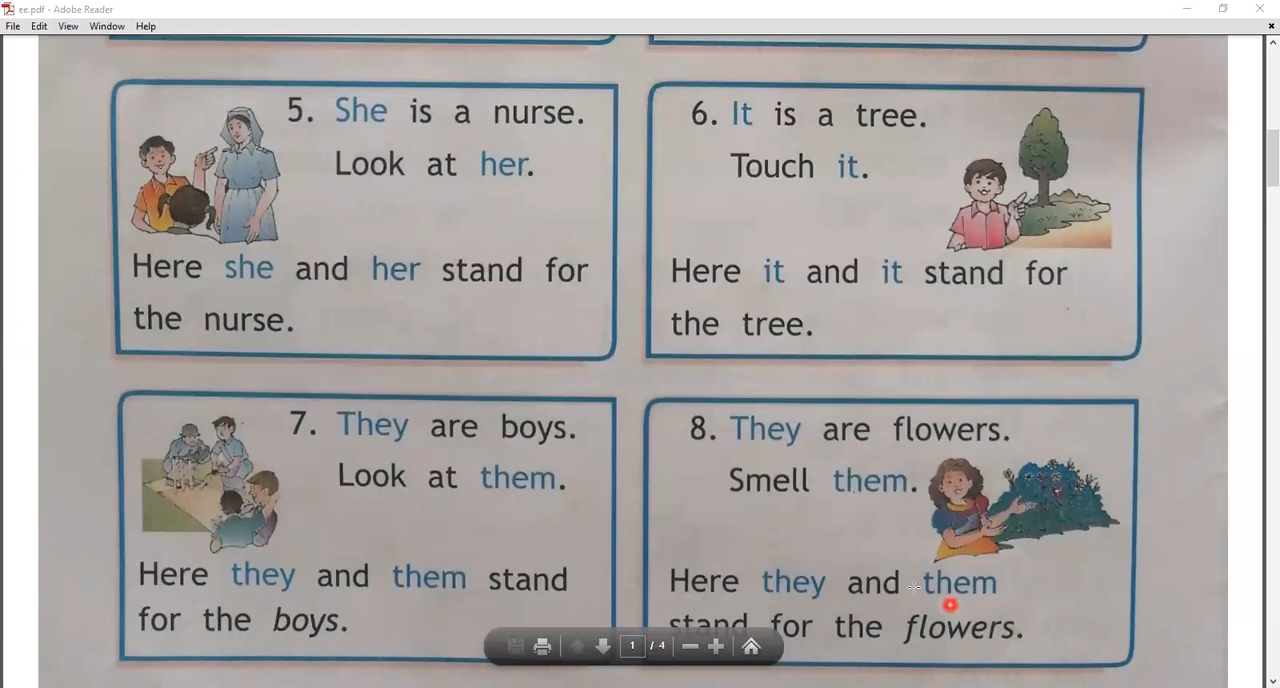 ee.pdf - Adobe Reader
File Edit View Window Help
5. She is a nurse.
Look at her.
Here she and her stand for
the nurse.
6. It is a tree.
Touch it.
Here it and it stand for
the tree.
7. They are boys.
Look at them.
Here they and them stand
for the boys.
8. They are flowers.
Smell them.
Here they and them
stand for the flowers.
1 / 4